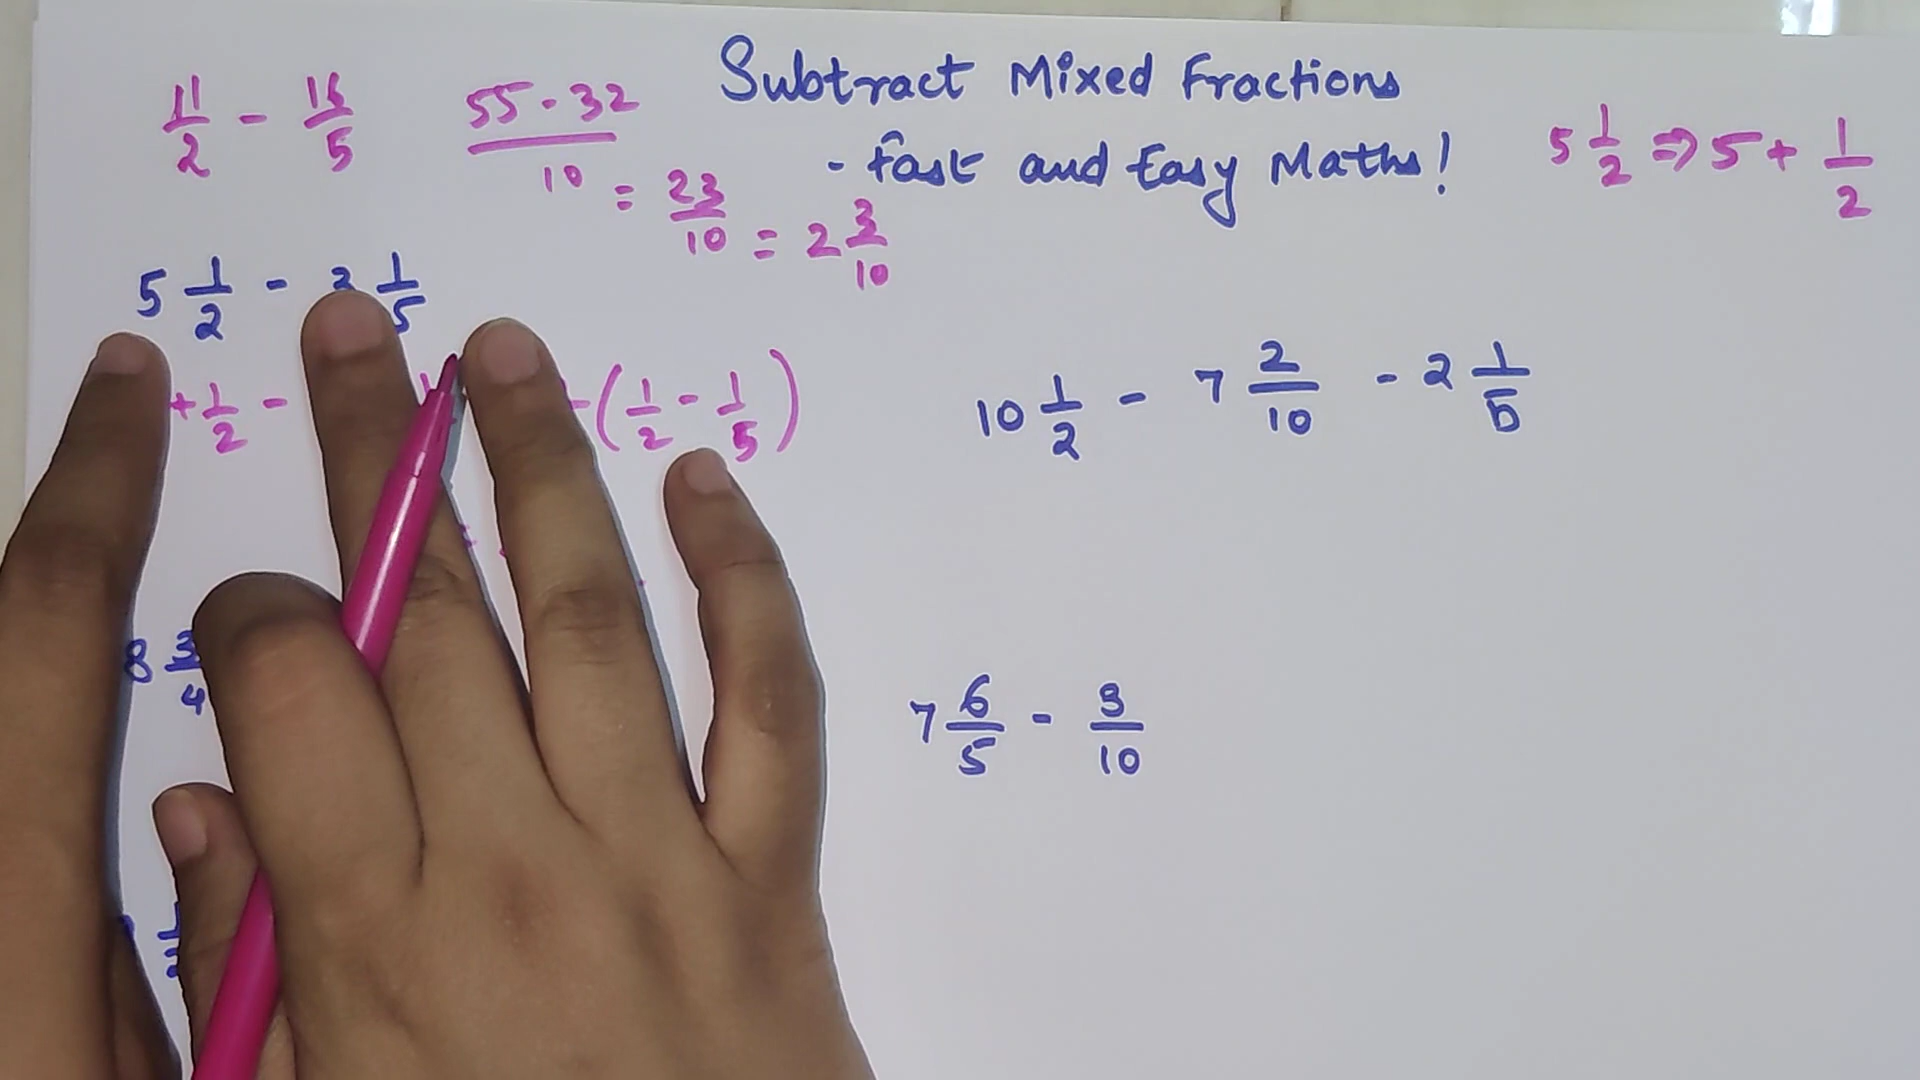 Subtract Mixed Fractions
- Fast and Easy Maths!
11/2 - 16/5
55-32/10 = 23/10 = 2 3/10
5 1/2 ⇒ 5 + 1/2
5 1/2 - 3 1/5
+ 1/2 - (1/2 - 1/5)
10 1/2 - 7 2/10 - 2 1/5
8 3/4
7 6/5 - 3/10